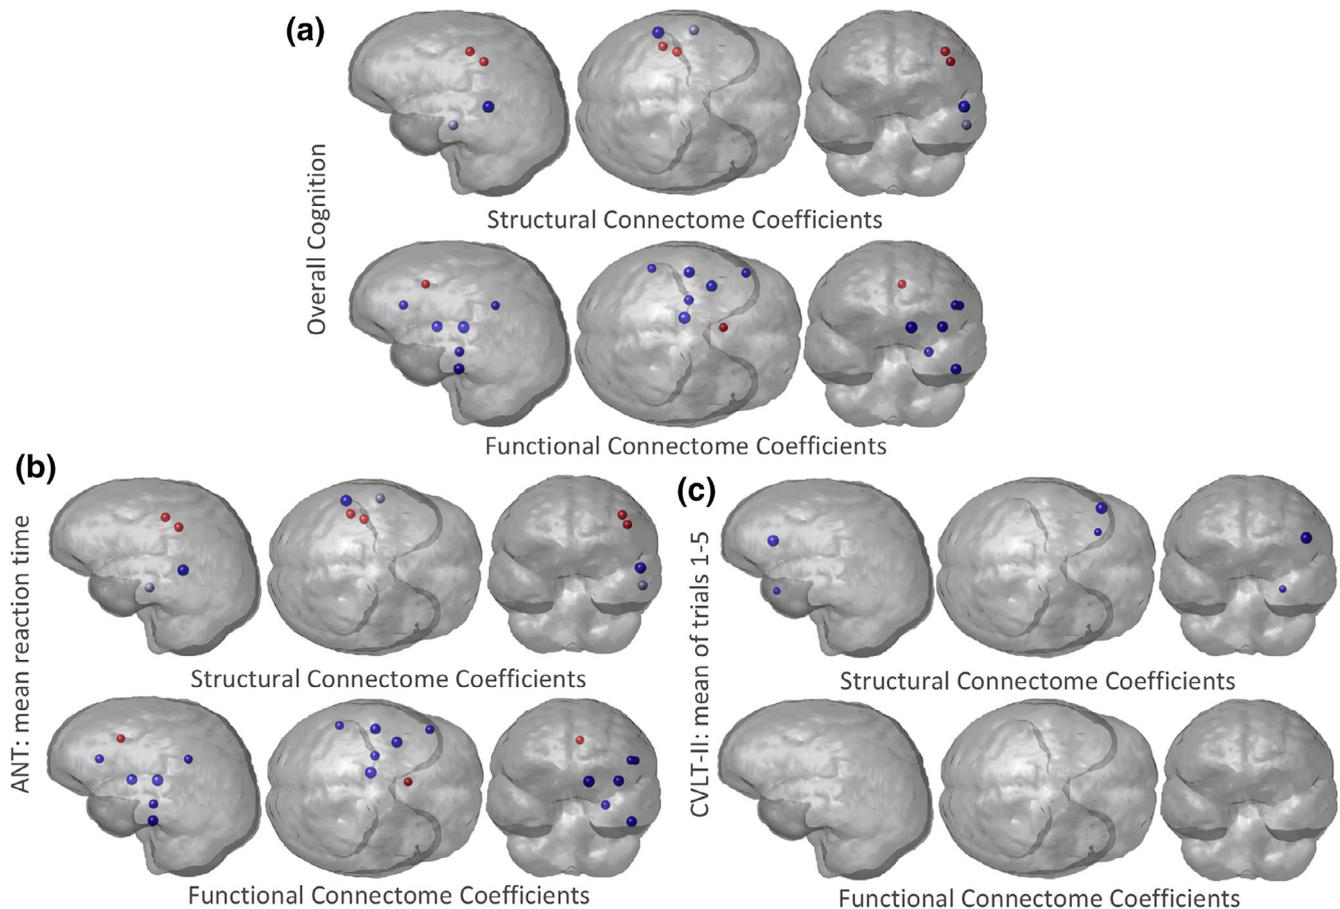 (a)
Overall Cognition
Structural Connectome Coefficients
Functional Connectome Coefficients
(b)
ANT: mean reaction time
Structural Connectome Coefficients
Functional Connectome Coefficients
(c)
CVLT-II: mean of trials 1-5
Structural Connectome Coefficients
Functional Connectome Coefficients